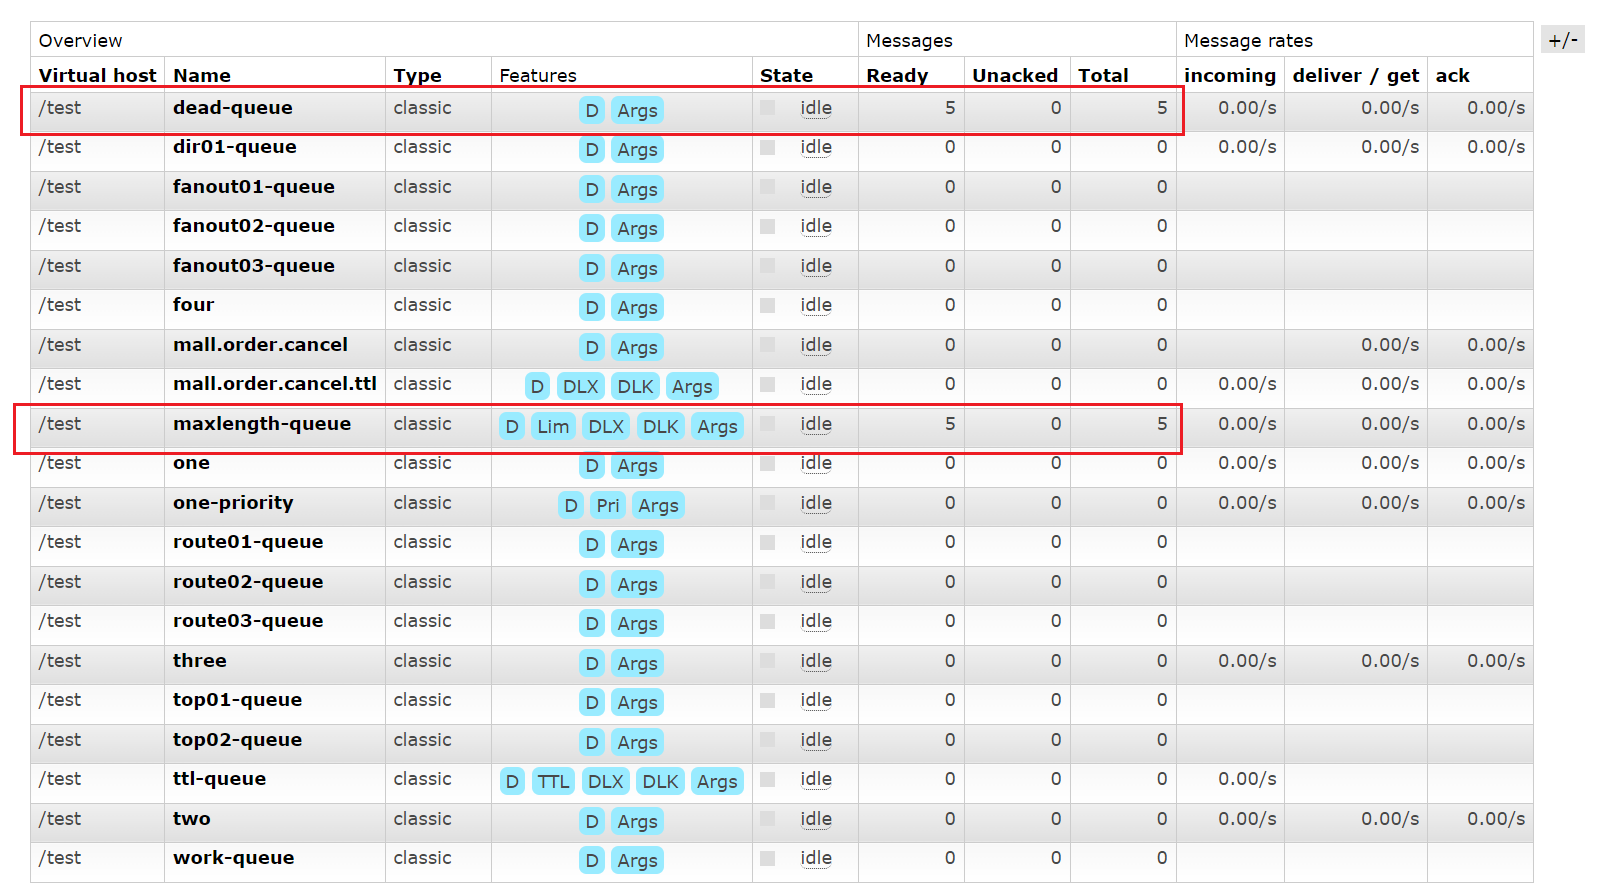 Overview Messages Message rates +/-
Virtual host Name Type Features State Ready Unacked Total incoming deliver / get ack
/test dead-queue classic D Args idle 5 0 5 0.00/s 0.00/s 0.00/s
/test dir01-queue classic D Args idle 0 0 0 0.00/s 0.00/s 0.00/s
/test fanout01-queue classic D Args idle 0 0 0
/test fanout02-queue classic D Args idle 0 0 0
/test fanout03-queue classic D Args idle 0 0 0
/test four classic D Args idle 0 0 0
/test mall.order.cancel classic D Args idle 0 0 0 0.00/s 0.00/s
/test mall.order.cancel.ttl classic D DLX DLK Args idle 0 0 0 0.00/s 0.00/s 0.00/s
/test maxlength-queue classic D Lim DLX DLK Args idle 5 0 5 0.00/s 0.00/s 0.00/s
/test one classic D Args idle 0 0 0 0.00/s 0.00/s 0.00/s
/test one-priority classic D Pri Args idle 0 0 0 0.00/s 0.00/s 0.00/s
/test route01-queue classic D Args idle 0 0 0
/test route02-queue classic D Args idle 0 0 0
/test route03-queue classic D Args idle 0 0 0
/test three classic D Args idle 0 0 0 0.00/s 0.00/s 0.00/s
/test top01-queue classic D Args idle 0 0 0
/test top02-queue classic D Args idle 0 0 0
/test ttl-queue classic D TTL DLX DLK Args idle 0 0 0 0.00/s
/test two classic D Args idle 0 0 0 0.00/s 0.00/s 0.00/s
/test work-queue classic D Args idle 0 0 0